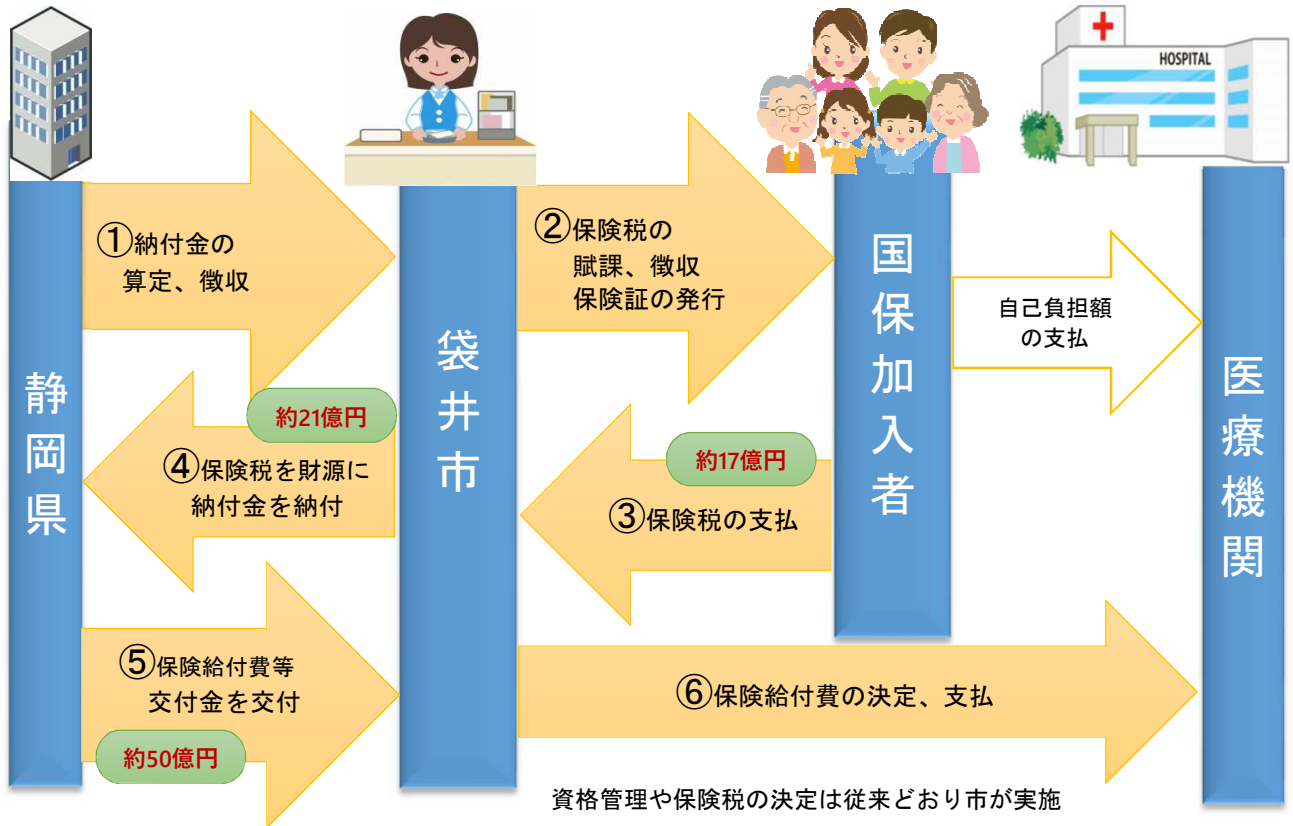 HOSPITAL
静岡県
袋井市
国保加入者
医療機関
①納付金の
算定、徴収
②保険税の
賦課、徴収
保険証の発行
自己負担額
の支払
約21億円
④保険税を財源に
納付金を納付
約17億円
③保険税の支払
⑤保険給付費等
交付金を交付
約50億円
⑥保険給付費の決定、支払
資格管理や保険税の決定は従来どおり市が実施